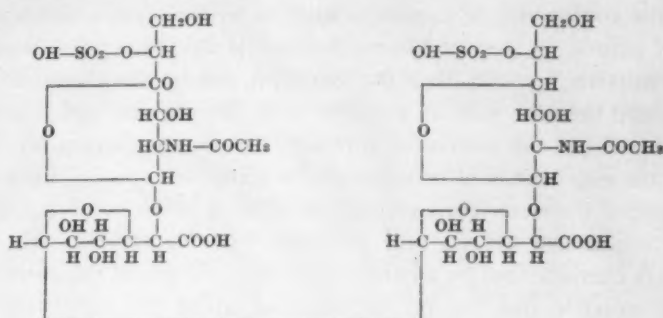 CH₂OH CH₂OH
OH—SO₂—O—CH OH—SO₂—O—CH
CO CH
HCOH HCOH
O O
HCNH—COCH₃ C—NH—COCH₃
CH CH
O O
O O
OH H OH H
H—C—C—C—C—C—COOH H—C—C—C—C—C—COOH
H OH H H H OH H H